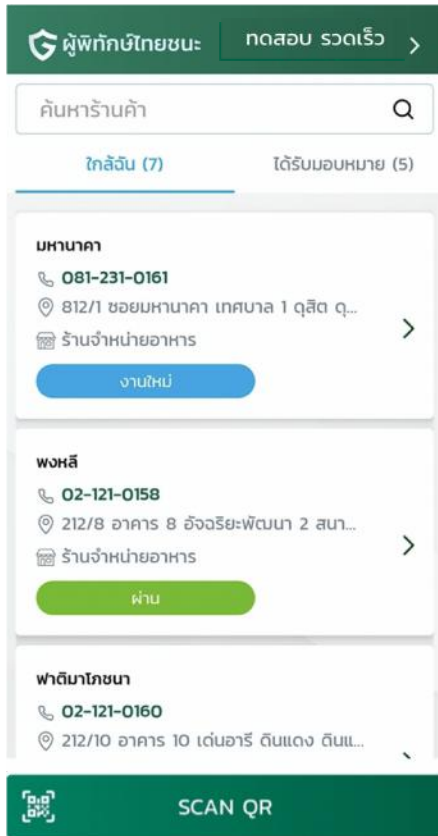 ผู้พิทักษ์ไทยชนะ
ทดสอบ รวดเร็ว
ค้นหาร้านค้า
ใกล้ฉัน (7)
ได้รับมอบหมาย (5)
มหานาคา
081-231-0161
812/1 ซอยมหานาคา เทศบาล 1 ดุสิต ดุ...
ร้านจำหน่ายอาหาร
งานใหม่
พงหลี
02-121-0158
212/8 อาคาร 8 อัจฉริยะพัฒนา 2 สนา...
ร้านจำหน่ายอาหาร
ผ่าน
ฟาติมาโภชนา
02-121-0160
212/10 อาคาร 10 เด่นอารี ดินแดง ดินแ...
SCAN QR